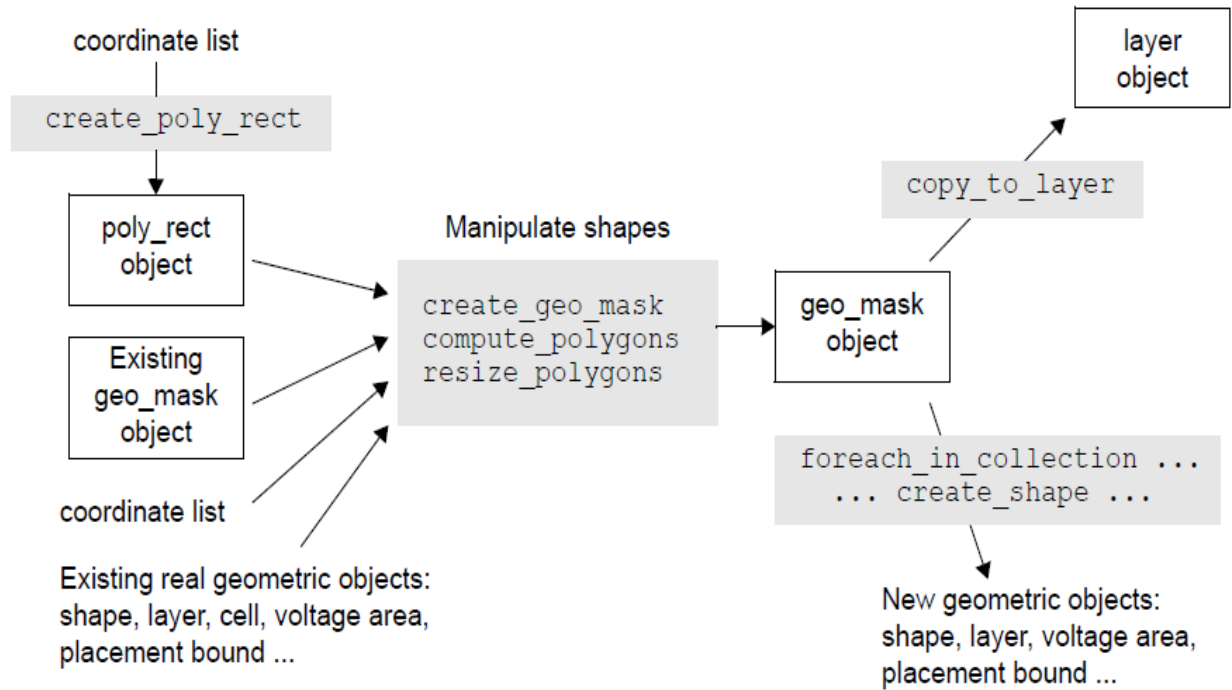 coordinate list
create_poly_rect
poly_rect
object
Existing
geo_mask
object
coordinate list
Existing real geometric objects:
shape, layer, cell, voltage area,
placement bound ...
Manipulate shapes
create_geo_mask
compute_polygons
resize_polygons
geo_mask
object
layer
object
copy_to_layer
foreach_in_collection ...
... create_shape ...
New geometric objects:
shape, layer, voltage area,
placement bound ...